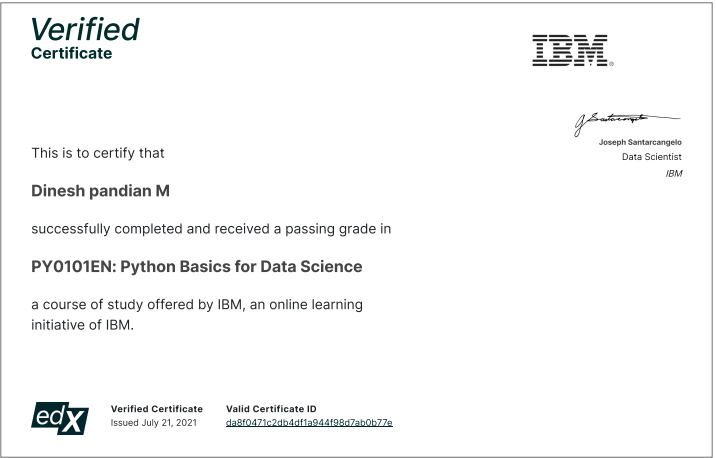 Verified
Certificate
IBM®
Joseph Santarcangelo
Data Scientist
IBM
This is to certify that
Dinesh pandian M
successfully completed and received a passing grade in
PY0101EN: Python Basics for Data Science
a course of study offered by IBM, an online learning
initiative of IBM.
edX
Verified Certificate
Issued July 21, 2021
Valid Certificate ID
da8f0471c2db4df1a944f98d7ab0b77e